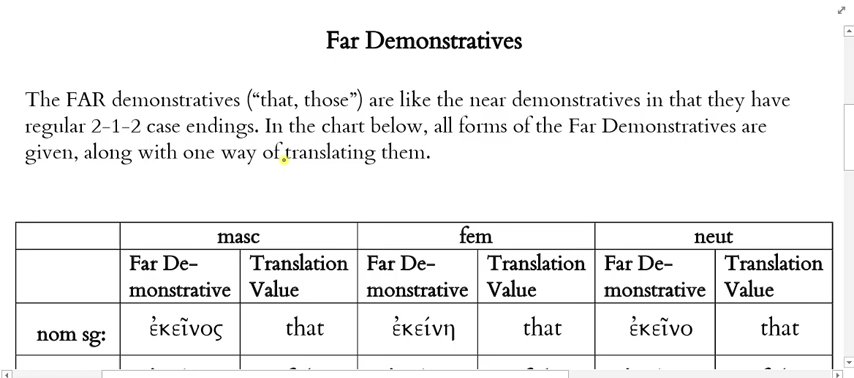 Far Demonstratives
The FAR demonstratives (“that, those”) are like the near demonstratives in that they have
regular 2-1-2 case endings. In the chart below, all forms of the Far Demonstratives are
given, along with one way of translating them.
masc fem neut
Far De- Translation Far De- Translation Far De- Translation
monstrative Value monstrative Value monstrative Value
nom sg: ἐκεῖνος that ἐκείνη that ἐκεῖνο that